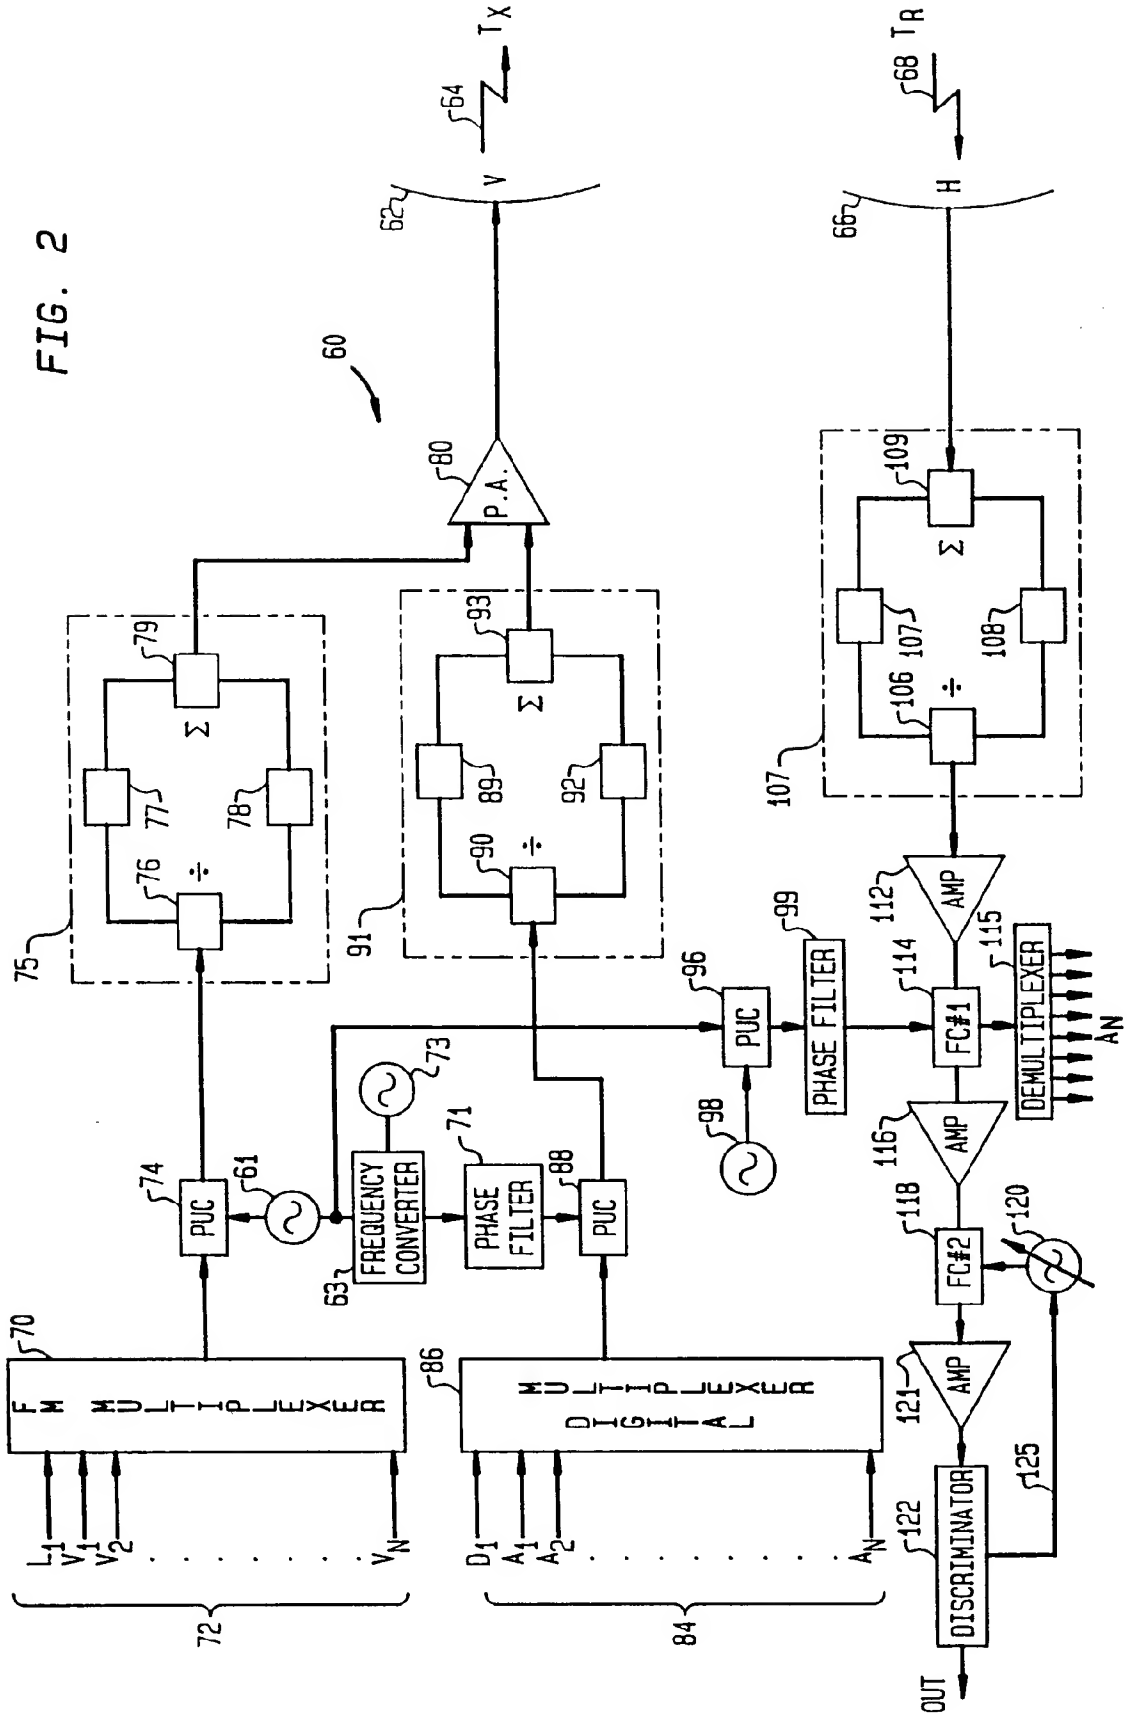 FIG. 2
60
72
L1
V1
V2
VN
70
FM MULTIPLEXER
74
PUC
61
75
76
÷
77
78
79
Σ
80
P.A.
62
V
64
TX
63
FREQUENCY
CONVERTER
73
71
PHASE
FILTER
88
PUC
84
D1
A1
A2
AN
86
DIGITAL
MULTIPLEXER
91
90
÷
89
92
93
Σ
98
96
PUC
99
PHASE FILTER
OUT
122
DISCRIMINATOR
125
121
AMP
118
FC#2
120
116
AMP
114
FC#1
115
DEMULTIPLEXER
AN
112
AMP
107
106
÷
107
108
109
Σ
66
H
68
TR